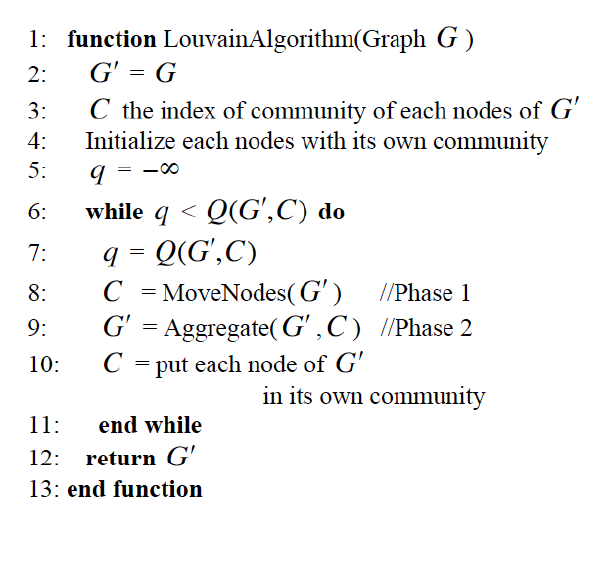 1: function LouvainAlgorithm(Graph G )
2: G' = G
3: C the index of community of each nodes of G'
4: Initialize each nodes with its own community
5: q = −∞
6: while q < Q(G',C) do
7: q = Q(G',C)
8: C = MoveNodes( G' ) //Phase 1
9: G' = Aggregate( G' , C ) //Phase 2
10: C = put each node of G'
in its own community
11: end while
12: return G'
13: end function